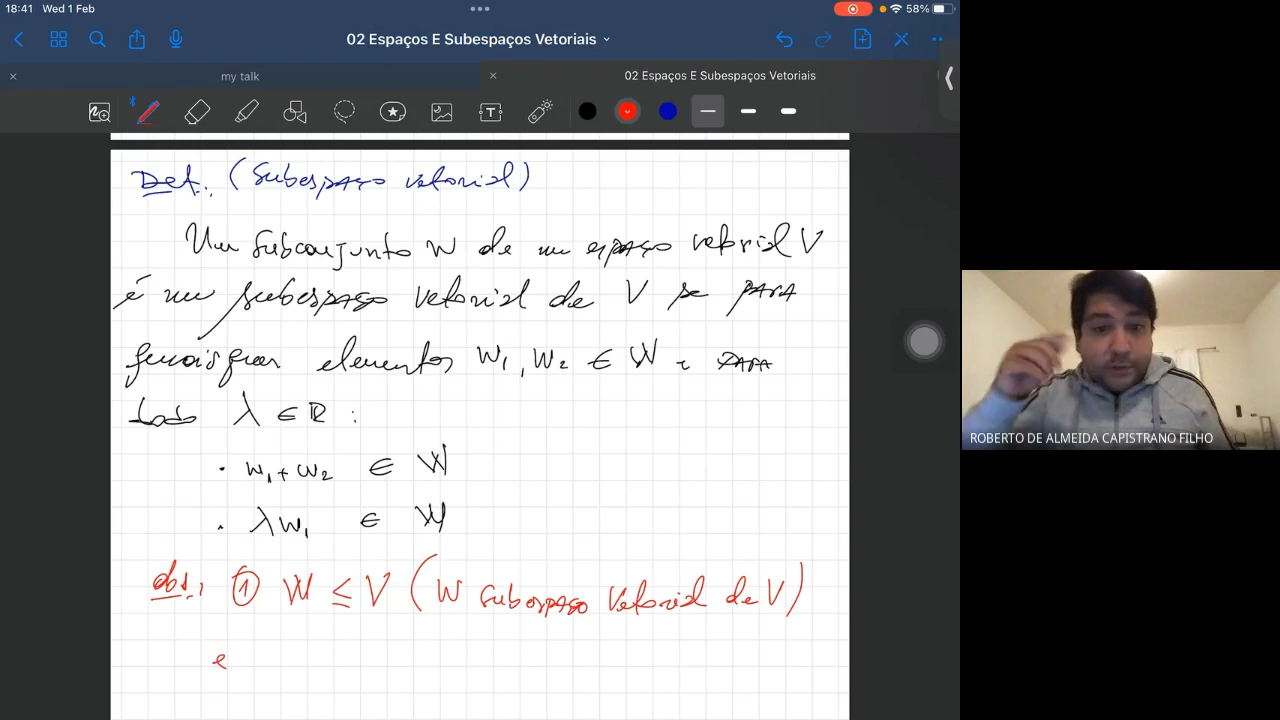 18:41 Wed 1 Feb
58%
02 Espaços E Subespaços Vetoriais
my talk
02 Espaços E Subespaços Vetoriais
Def.: (Subespaço vetorial)
Um subconjunto W de um espaço vetorial V
é um subespaço vetorial de V se para
quaisquer elementos w₁, w₂ ∈ W e para
todo λ ∈ ℝ :
• w₁ + w₂ ∈ W
• λw₁ ∈ W
obs.: ① W ≤ V (W subespaço vetorial de V)
e
ROBERTO DE ALMEIDA CAPISTRANO FILHO